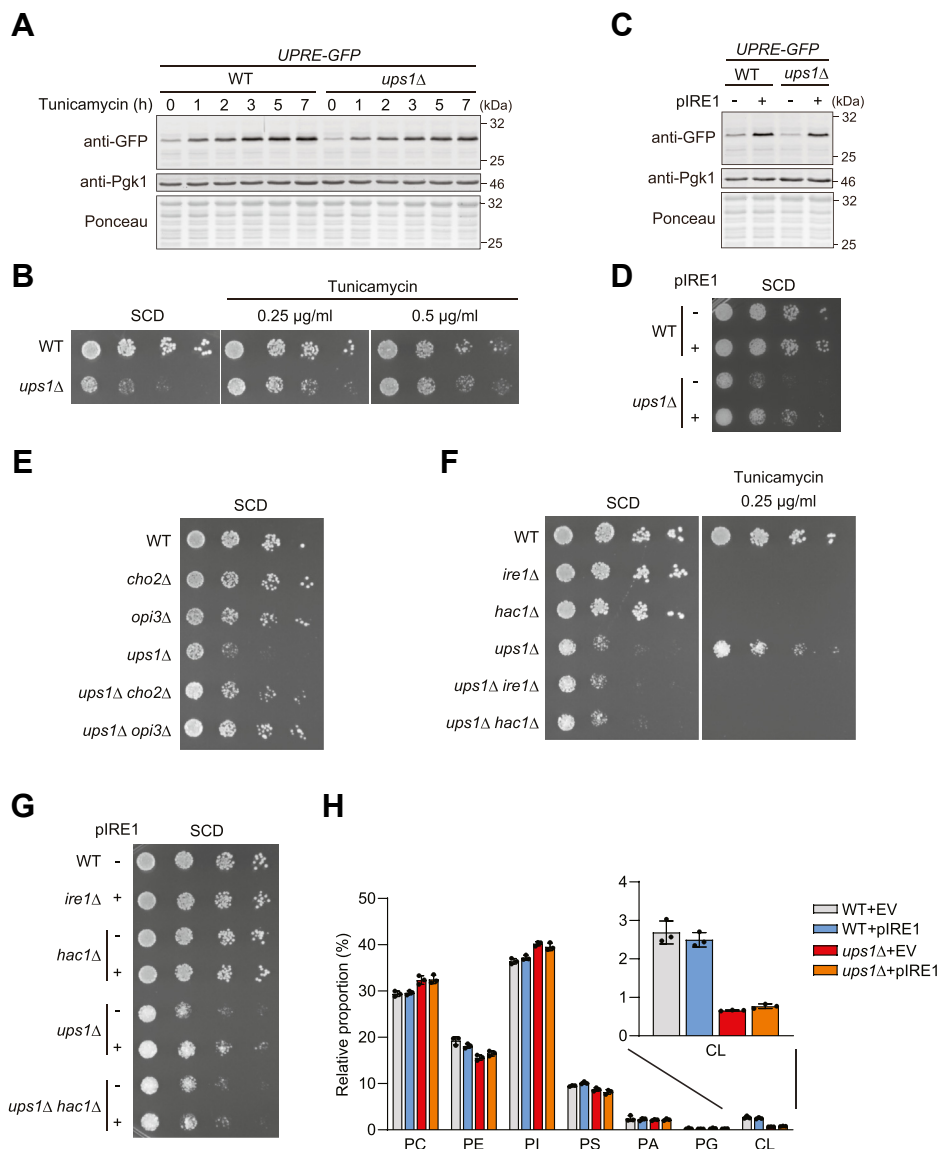 A
UPRE-GFP
WT ups1Δ
Tunicamycin (h) 0 1 2 3 5 7 0 1 2 3 5 7 (kDa)
anti-GFP
32
25
anti-Pgk1
46
Ponceau
32
25
C
UPRE-GFP
WT ups1Δ
pIRE1 - + - + (kDa)
anti-GFP
32
25
anti-Pgk1
46
Ponceau
32
25
B
Tunicamycin
SCD 0.25 μg/ml 0.5 μg/ml
WT
ups1Δ
D
pIRE1 SCD
WT
-
+
ups1Δ
-
+
E
SCD
WT
cho2Δ
opi3Δ
ups1Δ
ups1Δ cho2Δ
ups1Δ opi3Δ
F
Tunicamycin
SCD 0.25 μg/ml
WT
ire1Δ
hac1Δ
ups1Δ
ups1Δ ire1Δ
ups1Δ hac1Δ
G
pIRE1 SCD
WT -
ire1Δ +
hac1Δ
-
+
ups1Δ
-
+
ups1Δ hac1Δ
-
+
H
Relative proportion (%)
50
40
30
20
10
0
PC PE PI PS PA PG CL
4
3
2
1
0
CL
WT+EV
WT+pIRE1
ups1Δ+EV
ups1Δ+pIRE1